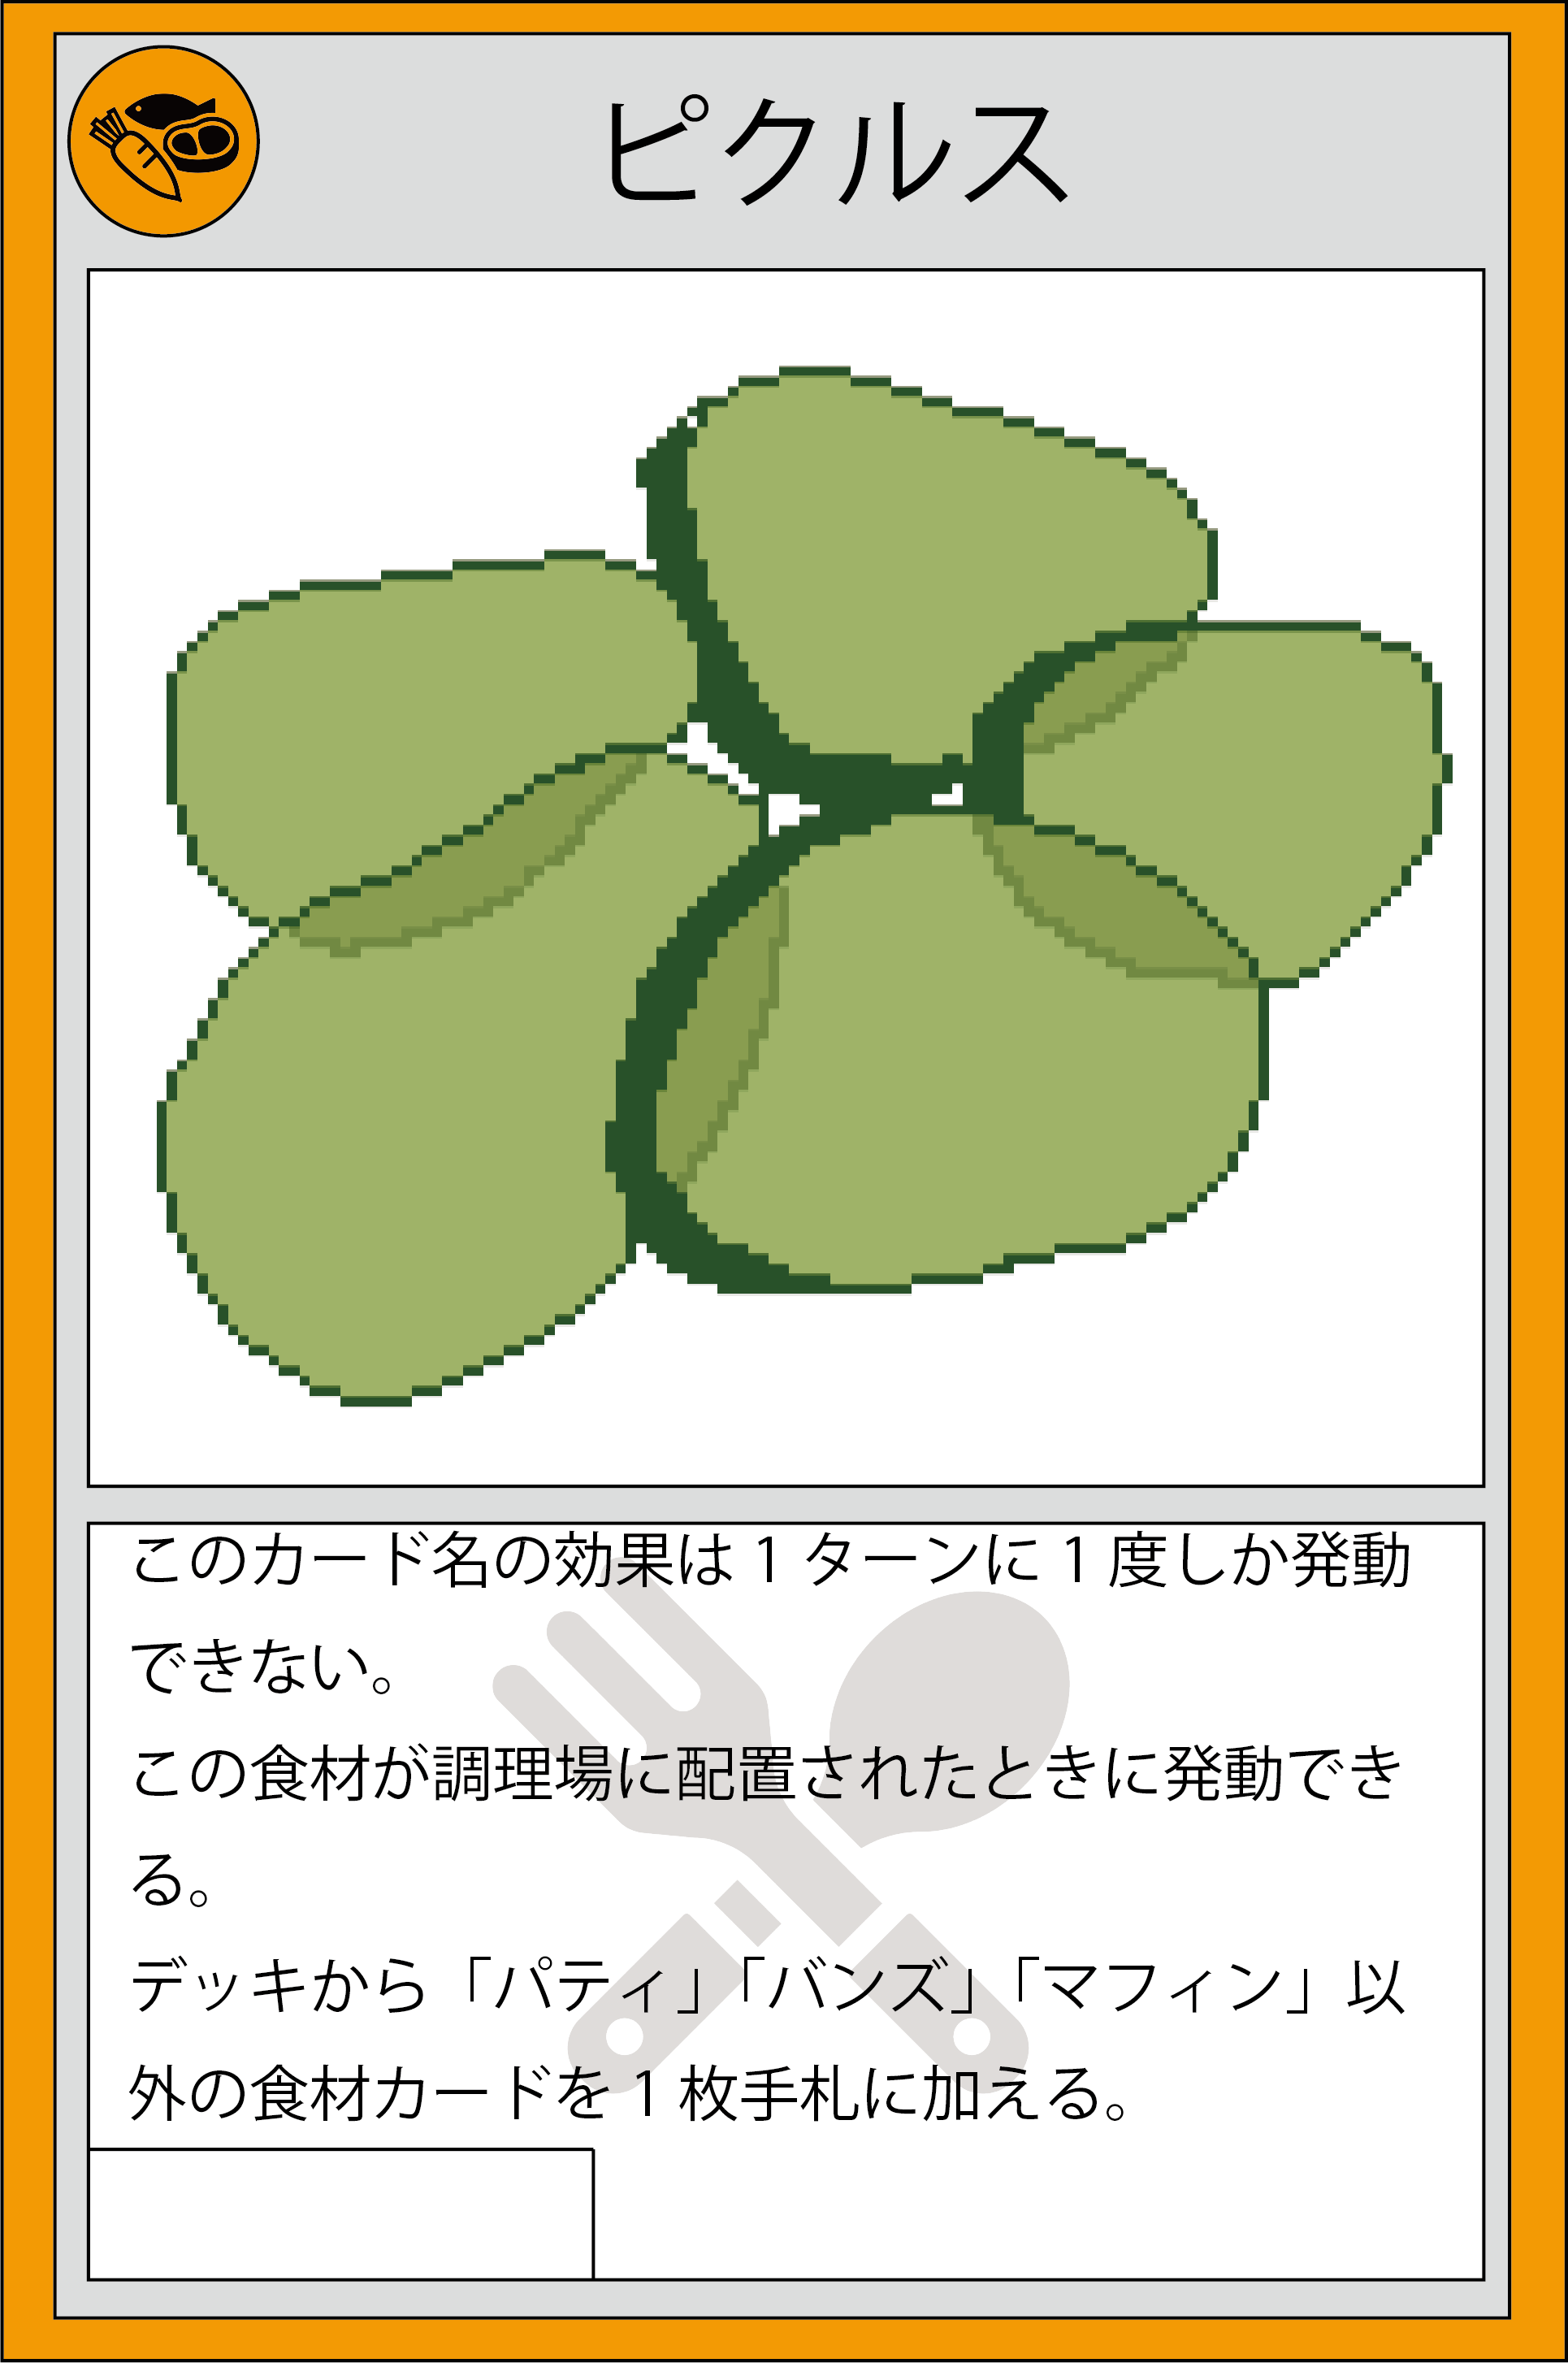 ピクルス
このカード名の効果は1ターンに1度しか発動
できない。
この食材が調理場に配置されたときに発動でき
る。
デッキから「パティ」「バンズ」「マフィン」以
外の食材カードを1枚手札に加える。